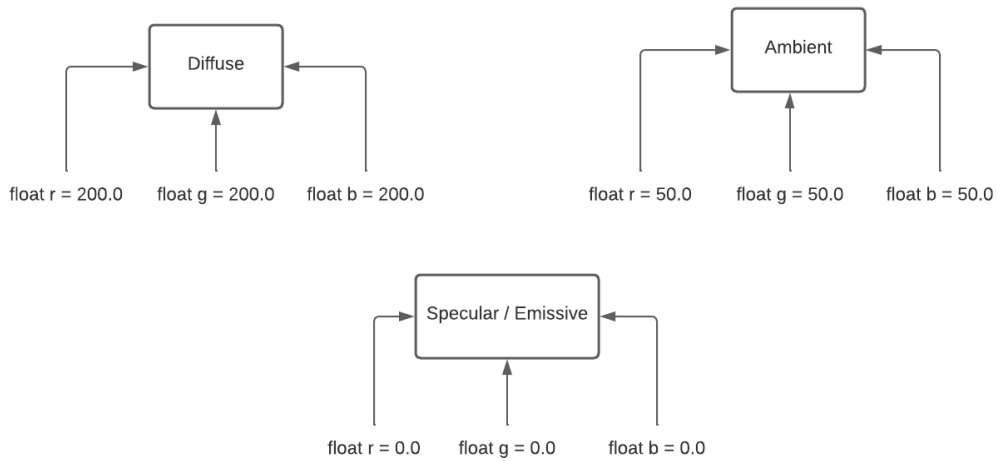 Diffuse
float r = 200.0
float g = 200.0
float b = 200.0
Ambient
float r = 50.0
float g = 50.0
float b = 50.0
Specular / Emissive
float r = 0.0
float g = 0.0
float b = 0.0